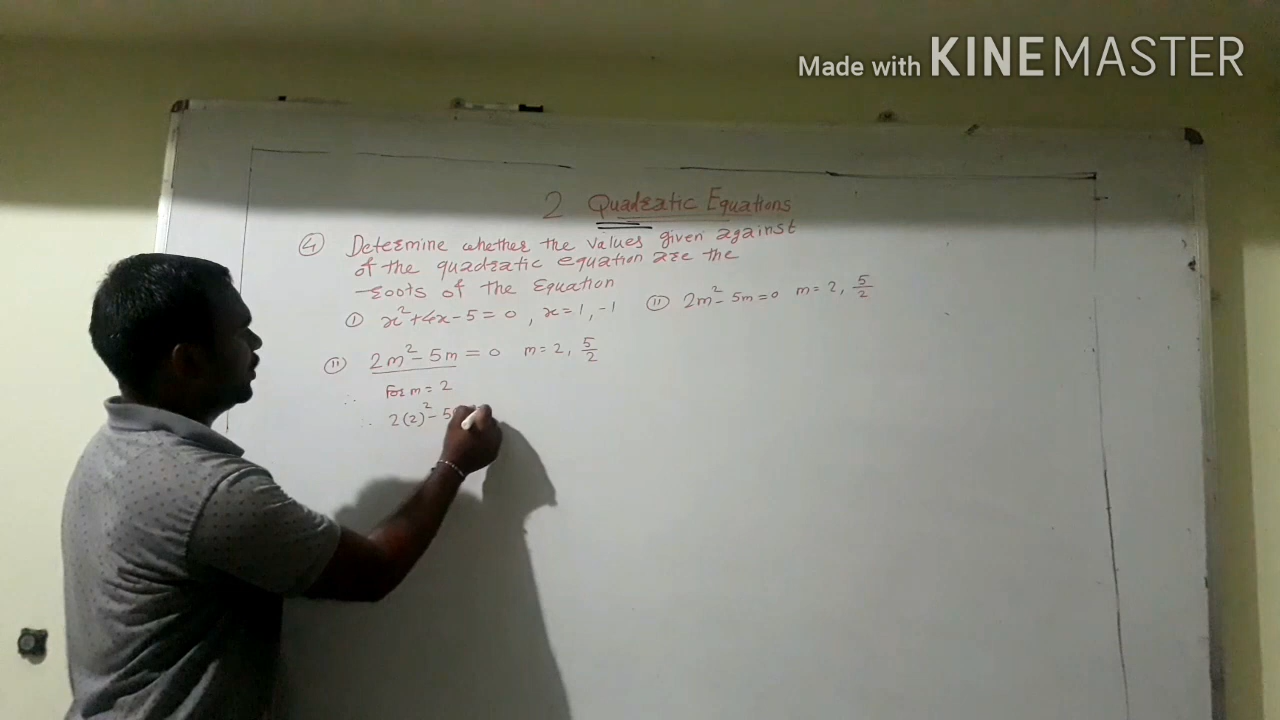 Made with KINEMASTER
2 Quadratic Equations
④ Determine whether the values given against
of the quadratic equation are the
roots of the Equation
① x²+4x-5=0, x=1, -1 ⑪ 2m²-5m=0 m=2, 5/2
⑪ 2m²-5m=0 m=2, 5/2
∴ For m=2
∴ 2(2)²-5